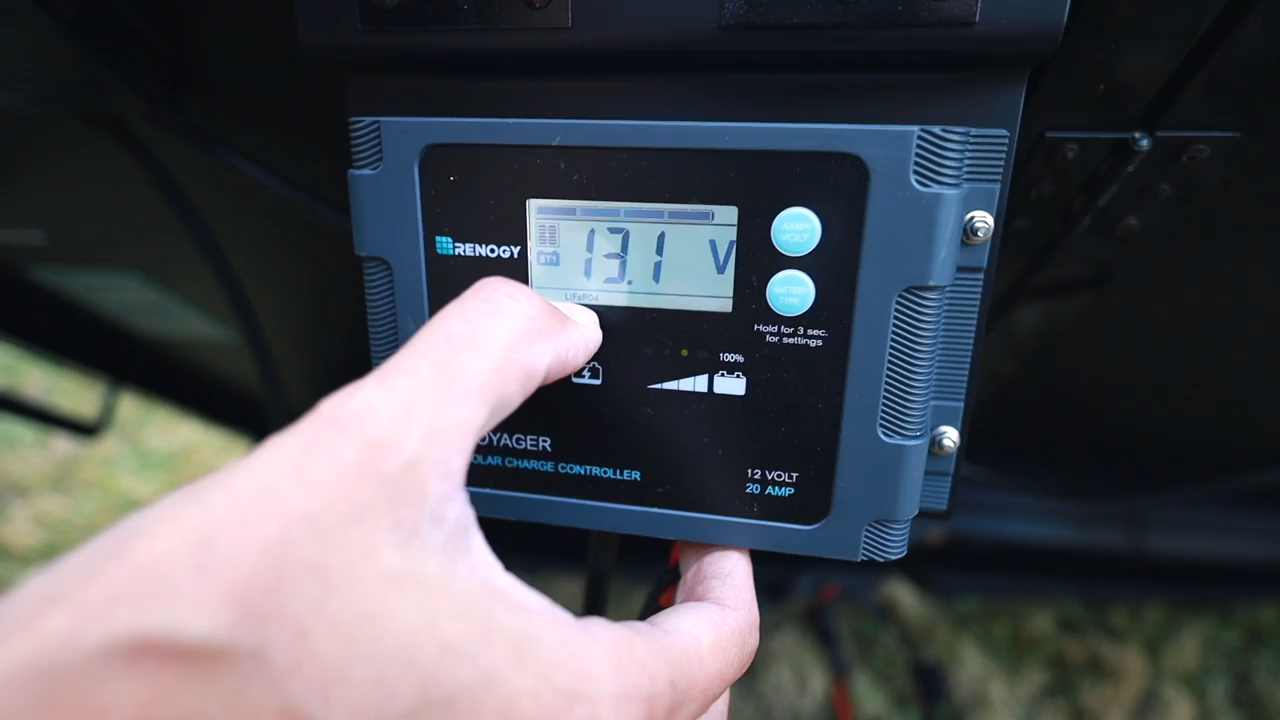 RENOGY
BT1
13.1 V
LiFePO4
AMP/
VOLT
BATTERY
TYPE
Hold for 3 sec.
for settings
100%
OYAGER
OLAR CHARGE CONTROLLER
12 VOLT
20 AMP